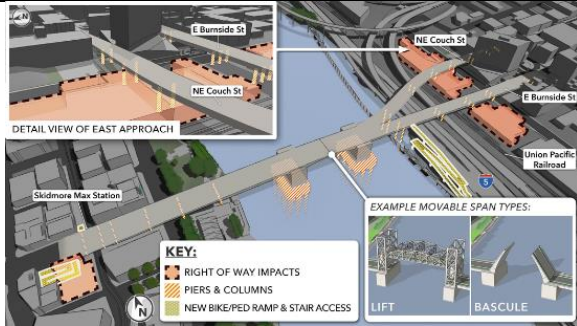 N
E Burnside St
NE Couch St
DETAIL VIEW OF EAST APPROACH
NE Couch St
E Burnside St
Union Pacific
Railroad
5
Skidmore Max Station
KEY:
RIGHT OF WAY IMPACTS
PIERS & COLUMNS
NEW BIKE/PED RAMP & STAIR ACCESS
N
EXAMPLE MOVABLE SPAN TYPES:
LIFT
BASCULE